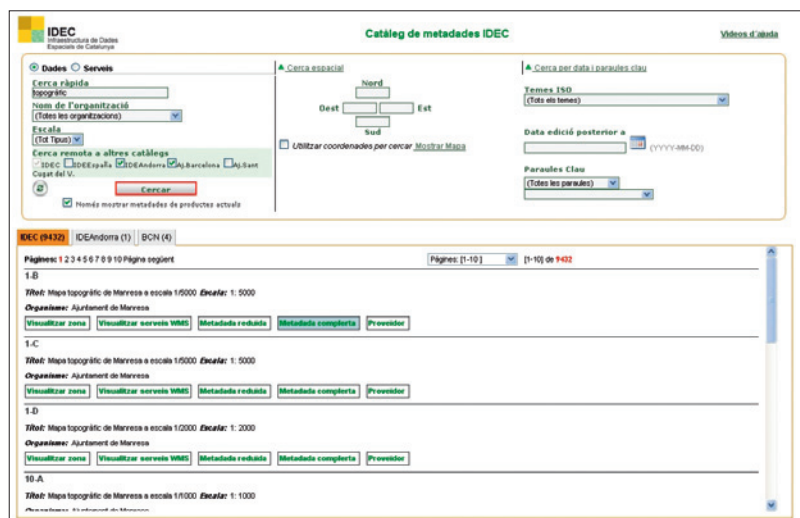 IDEC
Infraestructura de Dades
Espacials de Catalunya
Catàleg de metadades IDEC
Videos d'ajuda
Dades Serveis
Cerca ràpida
topogràfic
Nom de l'organització
(Totes les organitzacions)
Escala
(Tot Tipus)
Cerca remota a altres catàlegs
IDEC IDEEspaña IDEAndorra Aj.Barcelona Aj.Sant
Cugat del V.
Cercar
Només mostrar metadades de productes actuals
Cerca espacial
Nord
Oest Est
Sud
Utilitzar coordenades per cercar Mostrar Mapa
Cerca per data i paraules clau
Temes ISO
(Tots els temes)
Data edició posterior a
(YYYY-MM-DD)
Paraules Clau
(Totes les paraules)
IDEC (9432) IDEAndorra (1) BCN (4)
Pàgines: 1 2 3 4 5 6 7 8 9 10 Pàgina següent Pàgines: [1-10] [1-10] de 9432
1-B
Títol: Mapa topogràfic de Manresa a escala 1/5000 Escala: 1: 5000
Organisme: Ajuntament de Manresa
Visualitzar zona Visualitzar serveis WMS Metadada reduïda Metadada complerta Proveïdor
1-C
Títol: Mapa topogràfic de Manresa a escala 1/5000 Escala: 1: 5000
Organisme: Ajuntament de Manresa
Visualitzar zona Visualitzar serveis WMS Metadada reduïda Metadada complerta Proveïdor
1-D
Títol: Mapa topogràfic de Manresa a escala 1/2000 Escala: 1: 2000
Organisme: Ajuntament de Manresa
Visualitzar zona Visualitzar serveis WMS Metadada reduïda Metadada complerta Proveïdor
10-A
Títol: Mapa topogràfic de Manresa a escala 1/1000 Escala: 1: 1000
Organisme: Ajuntament de Manresa